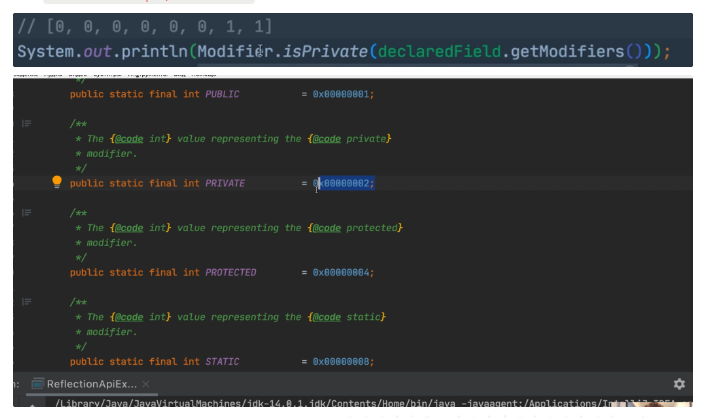 // [0, 0, 0, 0, 0, 0, 1, 1]
System.out.println(Modifier.isPrivate(declaredField.getModifiers()));
*/
public static final int PUBLIC = 0x00000001;
/**
* The {@code int} value representing the {@code private}
* modifier.
*/
public static final int PRIVATE = 0x00000002;
/**
* The {@code int} value representing the {@code protected}
* modifier.
*/
public static final int PROTECTED = 0x00000004;
/**
* The {@code int} value representing the {@code static}
* modifier.
*/
public static final int STATIC = 0x00000008;
ReflectionApiEx...
/Library/Java/JavaVirtualMachines/jdk-14.0.1.jdk/Contents/Home/bin/java -javaagent:/Applications/